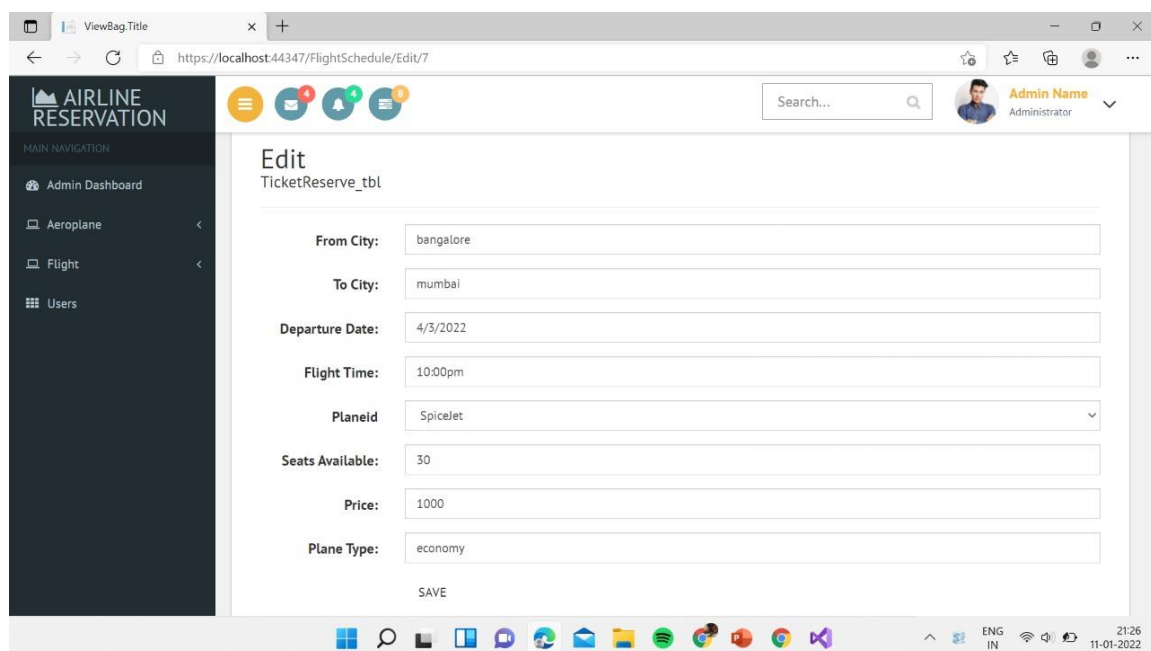 ViewBag.Title
https://localhost:44347/FlightSchedule/Edit/7
AIRLINE
RESERVATION
4
4
8
Search...
Admin Name
Administrator
MAIN NAVIGATION
Admin Dashboard
Aeroplane
Flight
Users
Edit
TicketReserve_tbl
From City: bangalore
To City: mumbai
Departure Date: 4/3/2022
Flight Time: 10:00pm
Planeid SpiceJet
Seats Available: 30
Price: 1000
Plane Type: economy
SAVE
ENG
IN
21:26
11-01-2022